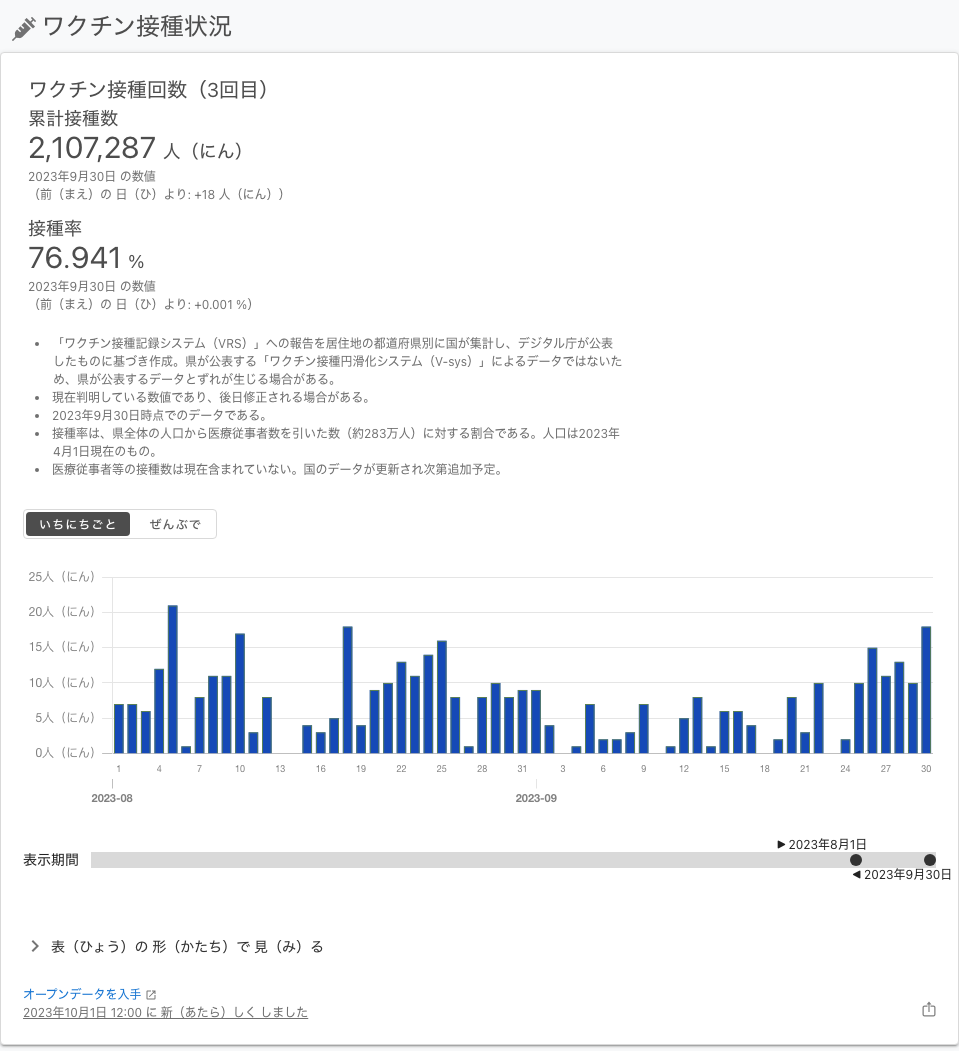 ワクチン接種状況
ワクチン接種回数（3回目）
累計接種数
2,107,287 人（にん）
2023年9月30日 の数値
（前（まえ）の 日（ひ）より: +18 人（にん））
接種率
76.941 %
2023年9月30日 の数値
（前（まえ）の 日（ひ）より: +0.001 %）
• 「ワクチン接種記録システム（VRS）」への報告を居住地の都道府県別に国が集計し、デジタル庁が公表
したものに基づき作成。県が公表する「ワクチン接種円滑化システム（V-sys）」によるデータではないた
め、県が公表するデータとずれが生じる場合がある。
• 現在判明している数値であり、後日修正される場合がある。
• 2023年9月30日時点でのデータである。
• 接種率は、県全体の人口から医療従事者数を引いた数（約283万人）に対する割合である。人口は2023年
4月1日現在のもの。
• 医療従事者等の接種数は現在含まれていない。国のデータが更新され次第追加予定。
いちにちごと ぜんぶで
25人（にん）
20人（にん）
15人（にん）
10人（にん）
5人（にん）
0人（にん）
1 4 7 10 13 16 19 22 25 28 31 3 6 9 12 15 18 21 24 27 30
2023-08 2023-09
▶ 2023年8月1日
表示期間
◀ 2023年9月30日
表（ひょう）の 形（かたち）で 見（み）る
オープンデータを入手
2023年10月1日 12:00 に 新（あたら）しく しました